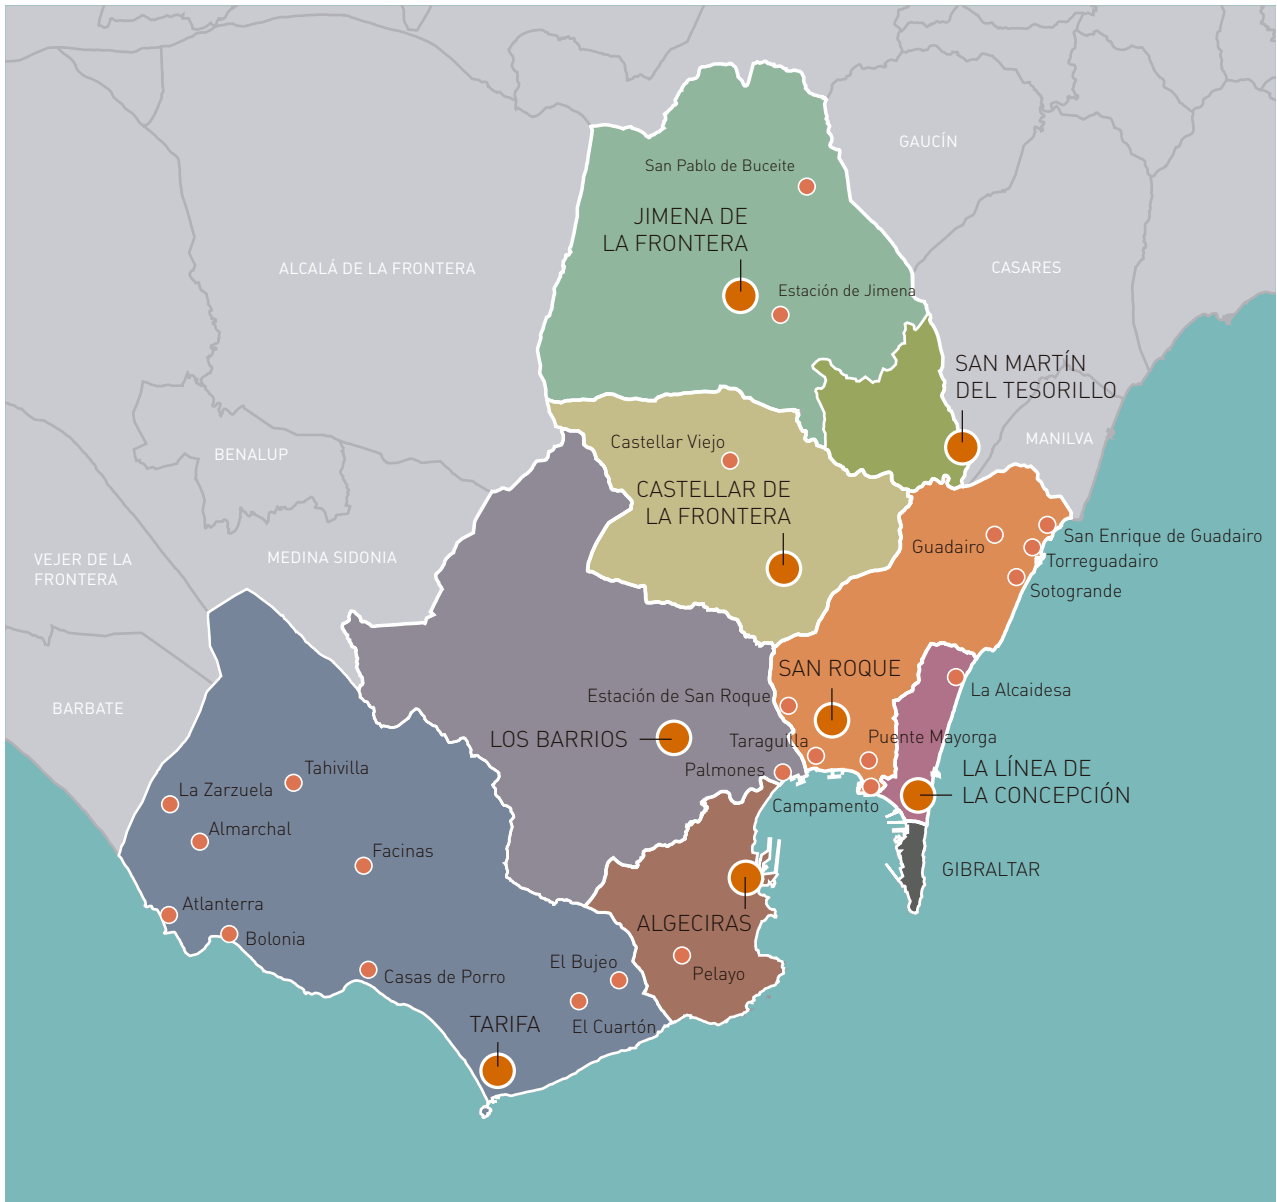 GAUCÍN
San Pablo de Buceite
JIMENA DE
LA FRONTERA
ALCALÁ DE LA FRONTERA
CASARES
Estación de Jimena
SAN MARTÍN
DEL TESORILLO
MANILVA
Castellar Viejo
BENALUP
CASTELLAR DE
LA FRONTERA
San Enrique de Guadairo
Guadairo
Torreguadairo
VEJER DE LA
FRONTERA
MEDINA SIDONIA
Sotogrande
SAN ROQUE
La Alcaidesa
Estación de San Roque
BARBATE
LOS BARRIOS
Taraguilla
Puente Mayorga
Tahivilla
Palmones
LA LÍNEA DE
LA CONCEPCIÓN
La Zarzuela
Campamento
Almarchal
Facinas
GIBRALTAR
Atlanterra
ALGECIRAS
Bolonia
El Bujeo
Pelayo
Casas de Porro
TARIFA
El Cuartón